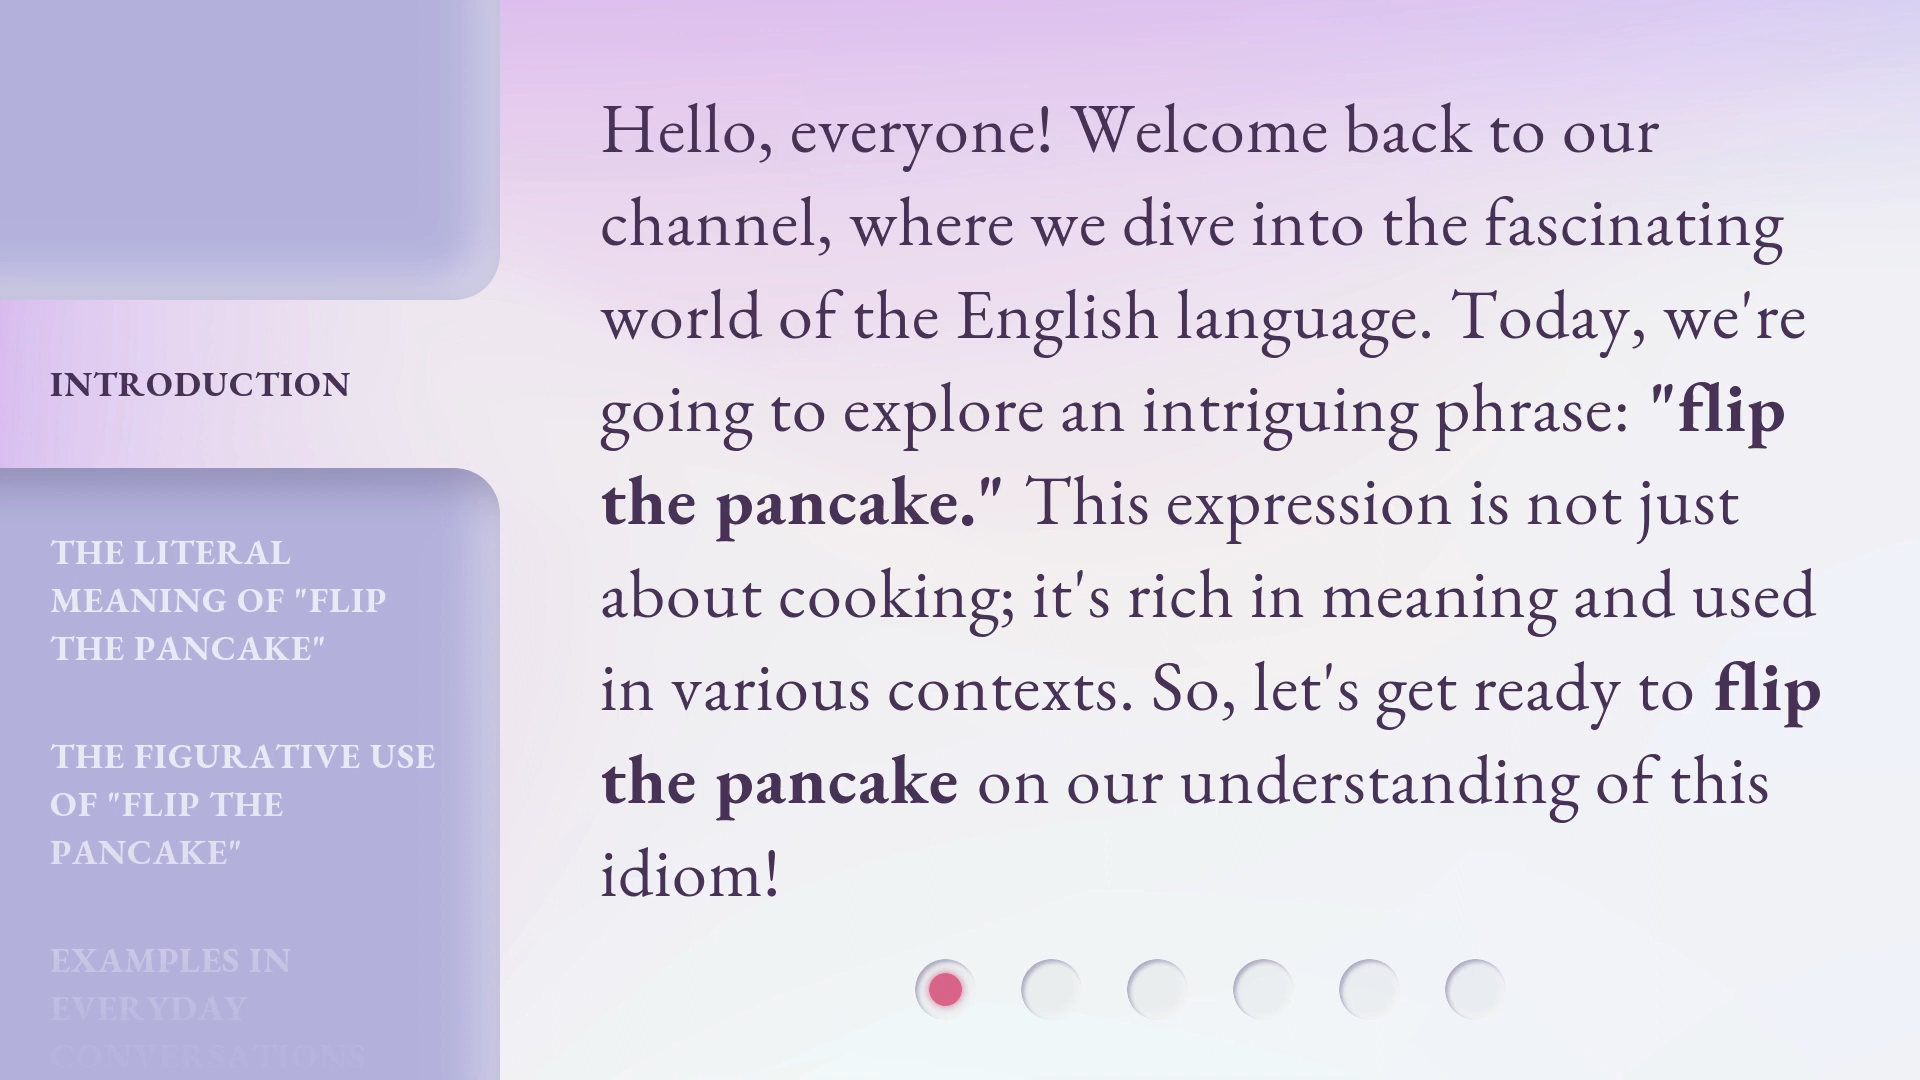 INTRODUCTION
THE LITERAL
MEANING OF "FLIP
THE PANCAKE"
THE FIGURATIVE USE
OF "FLIP THE
PANCAKE"
EXAMPLES IN
EVERYDAY
CONVERSATIONS
Hello, everyone! Welcome back to our
channel, where we dive into the fascinating
world of the English language. Today, we're
going to explore an intriguing phrase: "flip
the pancake." This expression is not just
about cooking; it's rich in meaning and used
in various contexts. So, let's get ready to flip
the pancake on our understanding of this
idiom!